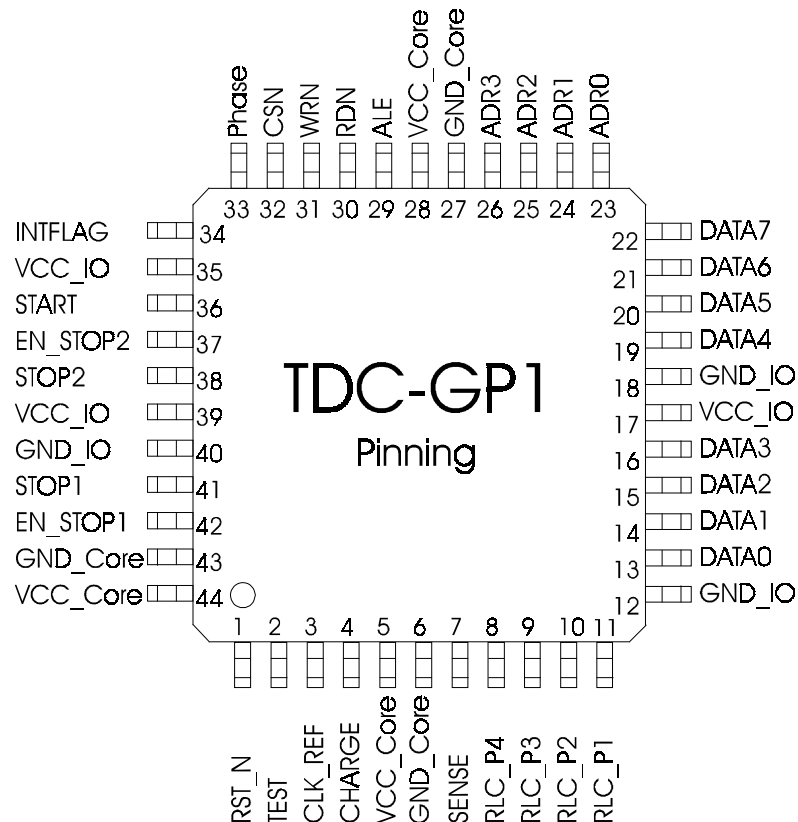 Phase
CSN
WRN
RDN
ALE
VCC_Core
GND_Core
ADR3
ADR2
ADR1
ADR0
33 32 31 30 29 28 27 26 25 24 23
INTFLAG 34
VCC_IO 35
START 36
EN_STOP2 37
STOP2 38
VCC_IO 39
GND_IO 40
STOP1 41
EN_STOP1 42
GND_Core 43
VCC_Core 44
TDC-GP1
Pinning
22 DATA7
21 DATA6
20 DATA5
19 DATA4
18 GND_IO
17 VCC_IO
16 DATA3
15 DATA2
14 DATA1
13 DATA0
12 GND_IO
1 2 3 4 5 6 7 8 9 10 11
RST_N
TEST
CLK_REF
CHARGE
VCC_Core
GND_Core
SENSE
RLC_P4
RLC_P3
RLC_P2
RLC_P1